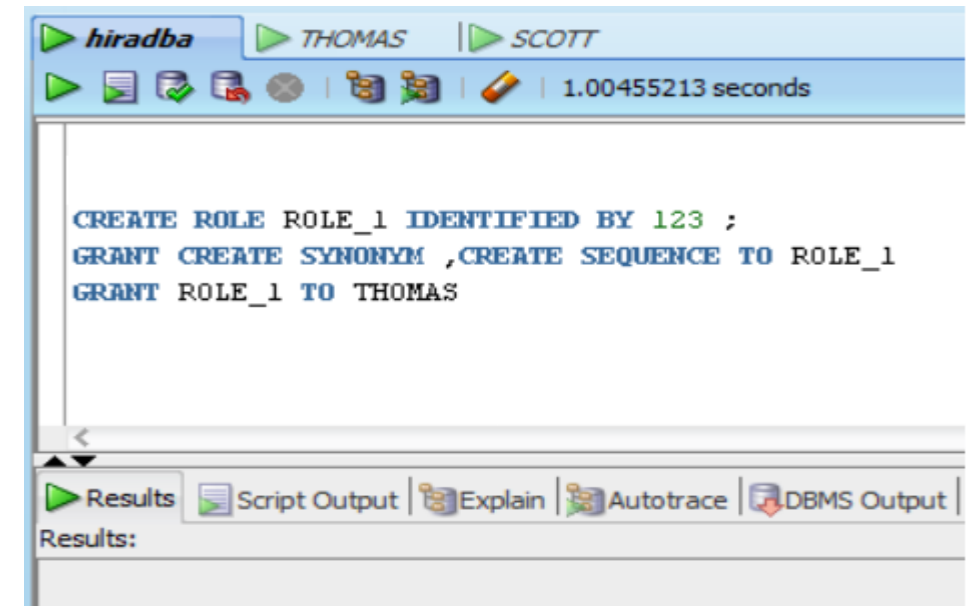 hiradba THOMAS SCOTT
1.00455213 seconds
CREATE ROLE ROLE_1 IDENTIFIED BY 123 ;
GRANT CREATE SYNONYM ,CREATE SEQUENCE TO ROLE_1
GRANT ROLE_1 TO THOMAS
Results Script Output Explain Autotrace DBMS Output
Results: